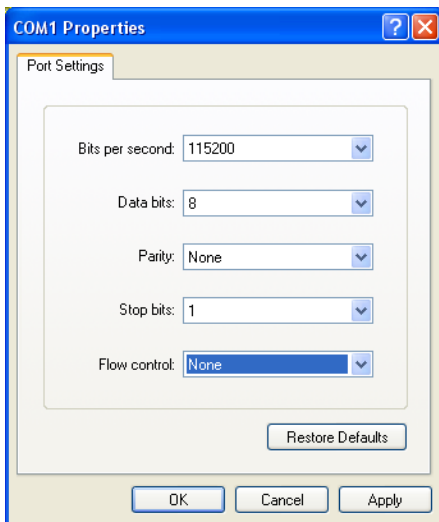 COM1 Properties
Port Settings
Bits per second: 115200
Data bits: 8
Parity: None
Stop bits: 1
Flow control: None
Restore Defaults
OK Cancel Apply